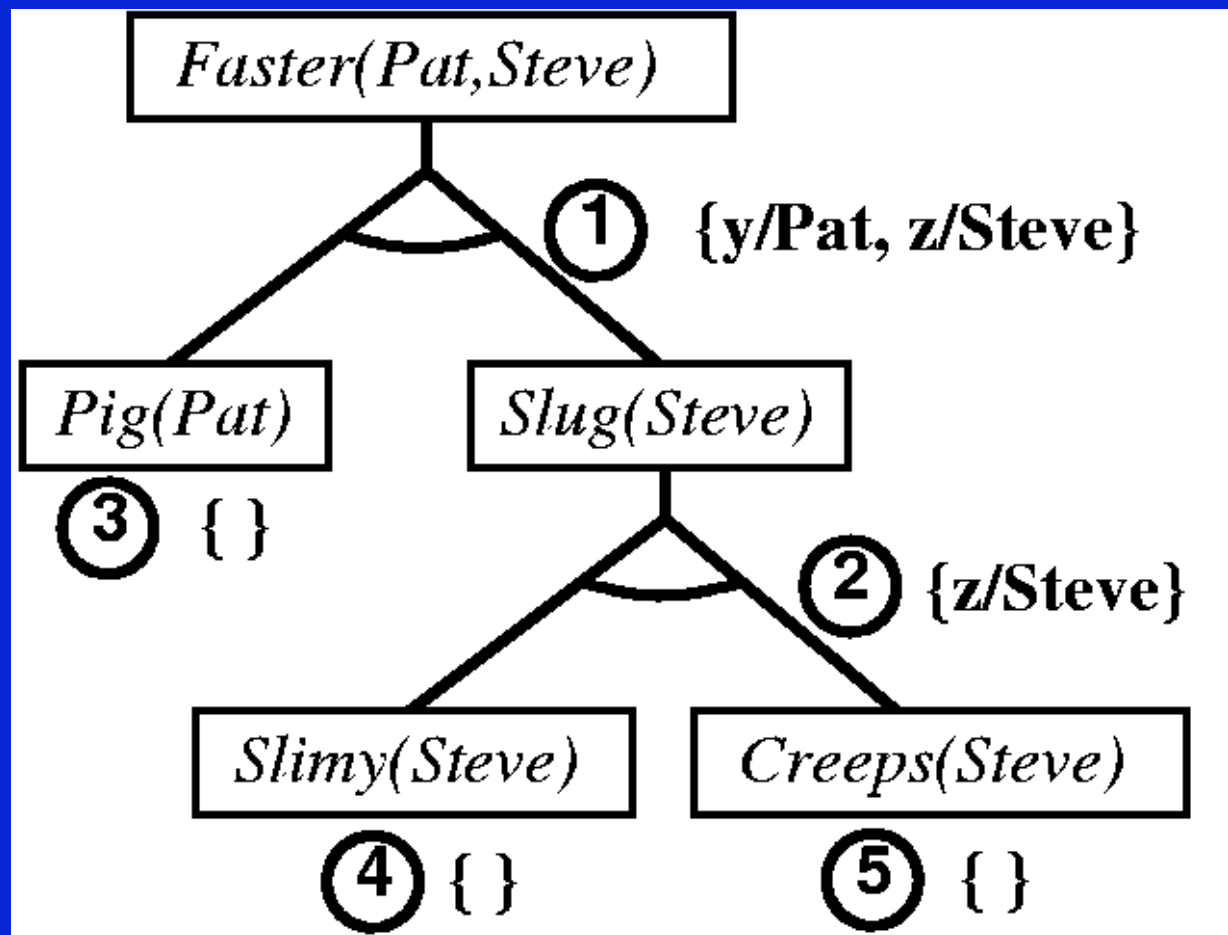 Faster(Pat,Steve)
1 {y/Pat, z/Steve}
Pig(Pat) Slug(Steve)
3 { }
2 {z/Steve}
Slimy(Steve) Creeps(Steve)
4 { } 5 { }